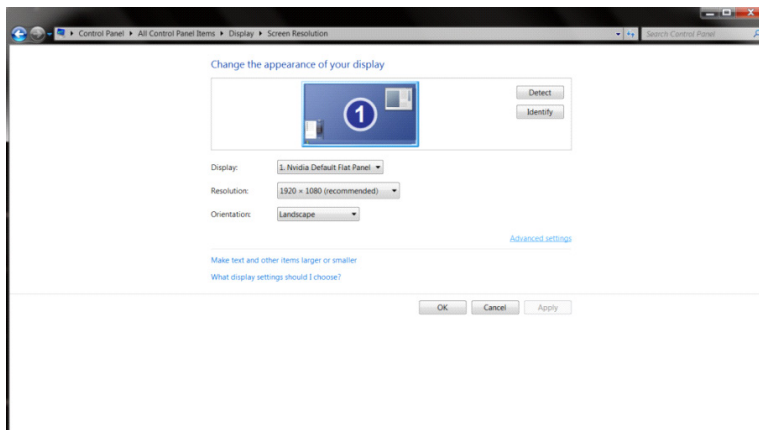 Control Panel ▸ All Control Panel Items ▸ Display ▸ Screen Resolution
Search Control Panel
Change the appearance of your display
1
Detect
Identify
Display: 1. Nvidia Default Flat Panel
Resolution: 1920 × 1080 (recommended)
Orientation: Landscape
Advanced settings
Make text and other items larger or smaller
What display settings should I choose?
OK Cancel Apply